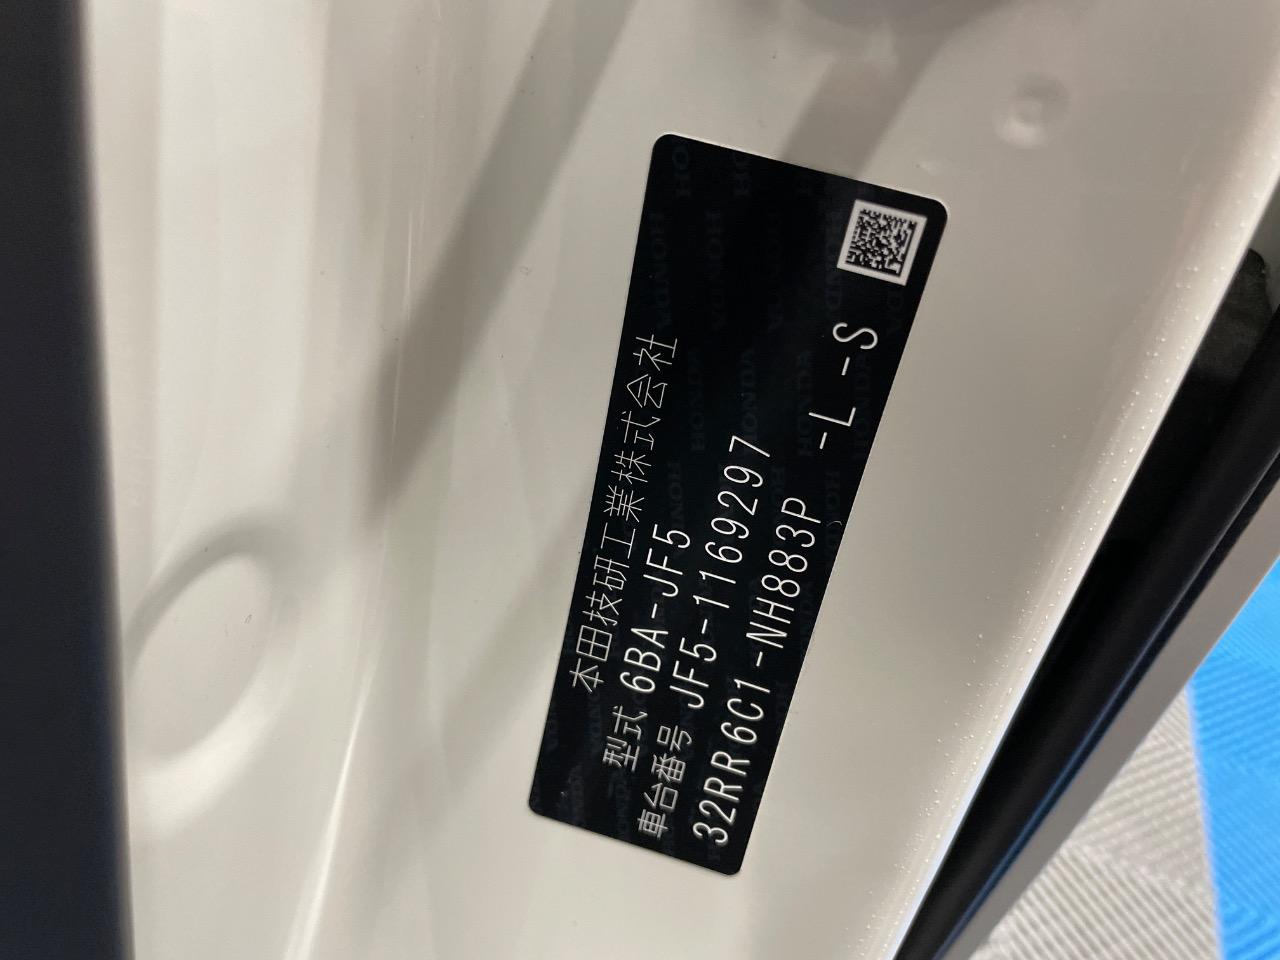 本田技研工業株式会社
型式 6BA-JF5
車台番号 JF5-1169297
32RR6C1-NH883P -L -S